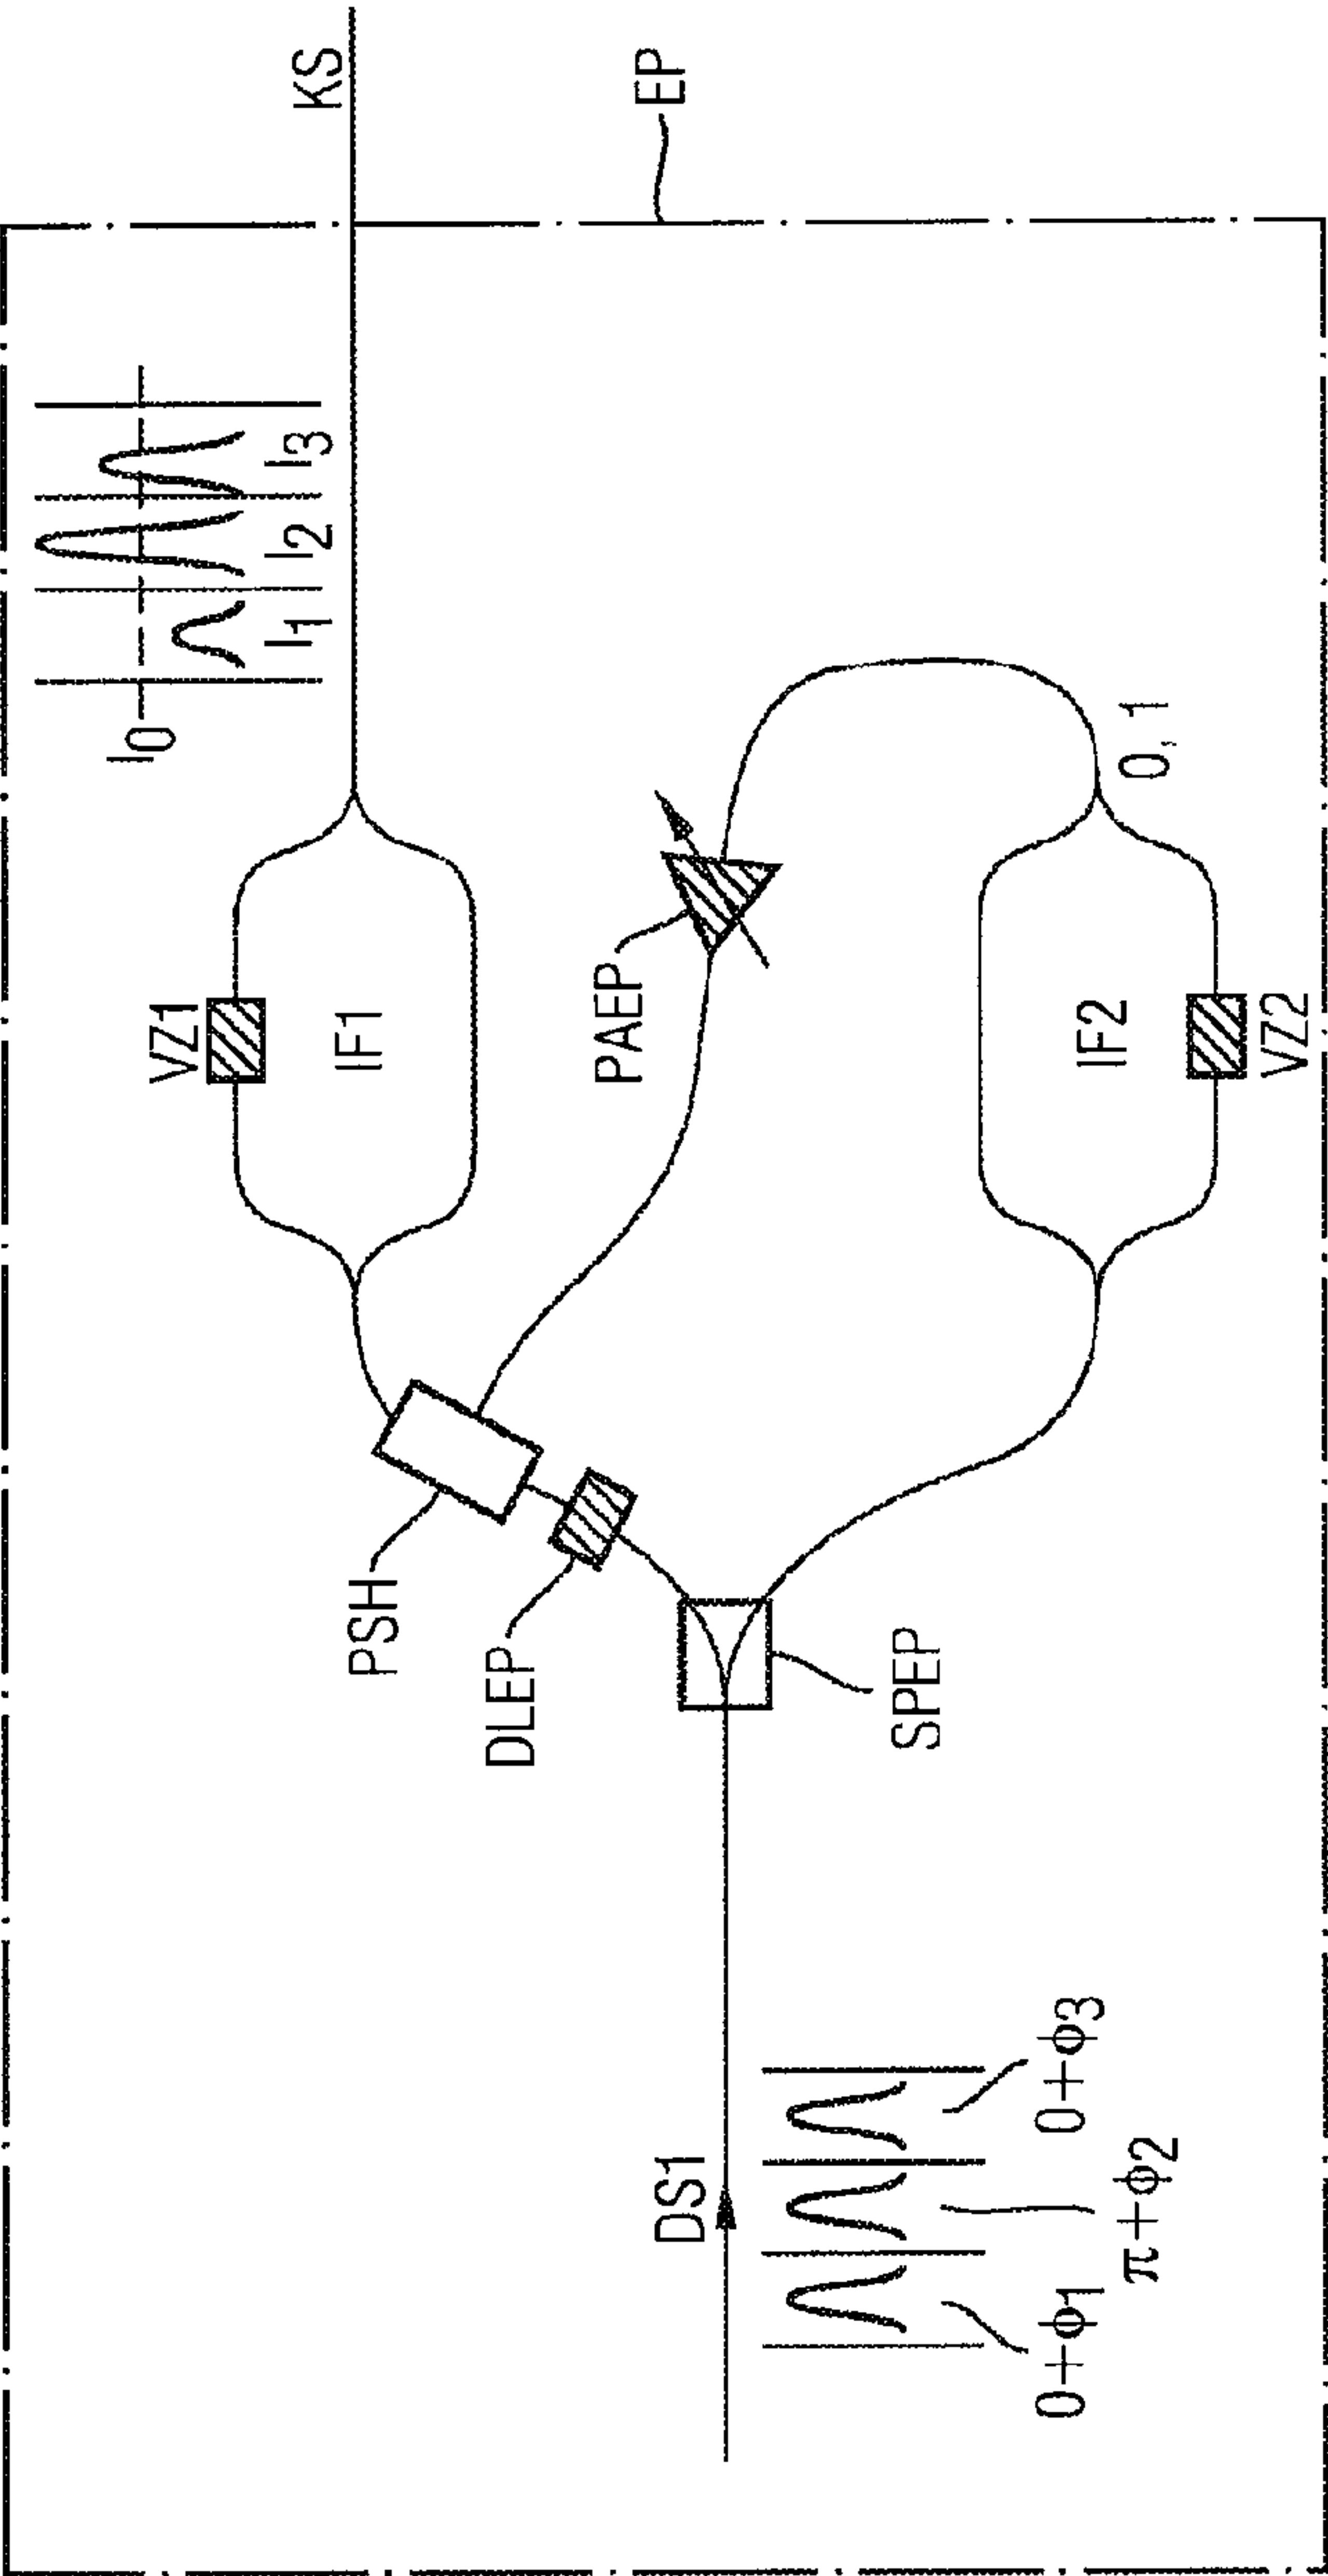 KS
EP
I0
I1
I2
I3
VZ1
IF1
PAEP
0, 1
IF2
VZ2
PSH
DLEP
SPEP
DS1
0+ϕ1
π+ϕ2
0+ϕ3